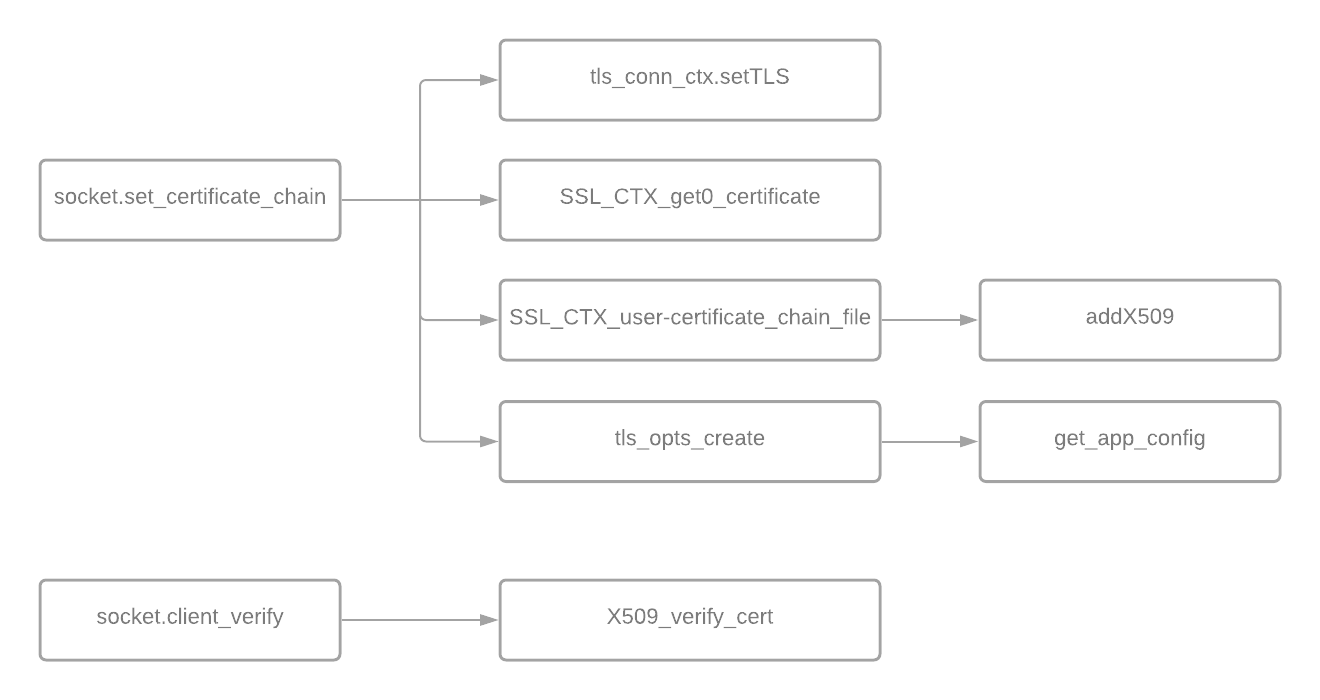 tls_conn_ctx.setTLS
socket.set_certificate_chain
SSL_CTX_get0_certificate
SSL_CTX_user-certificate_chain_file
addX509
tls_opts_create
get_app_config
socket.client_verify
X509_verify_cert